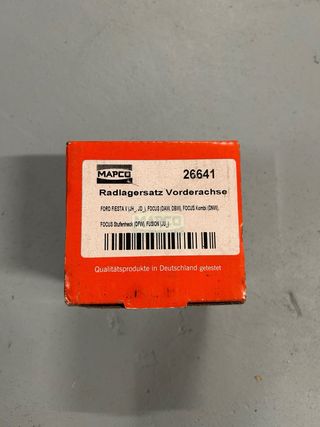 MAPCO 26641
Radlagersatz Vorderachse
FORD FIESTA V (JH_, JD_), FOCUS (DAW, DBW), FOCUS Kombi (DNW),
MAPCO
FOCUS Stufenheck (DFW), FUSION (JU_)
Qualitätsprodukte in Deutschland getestet